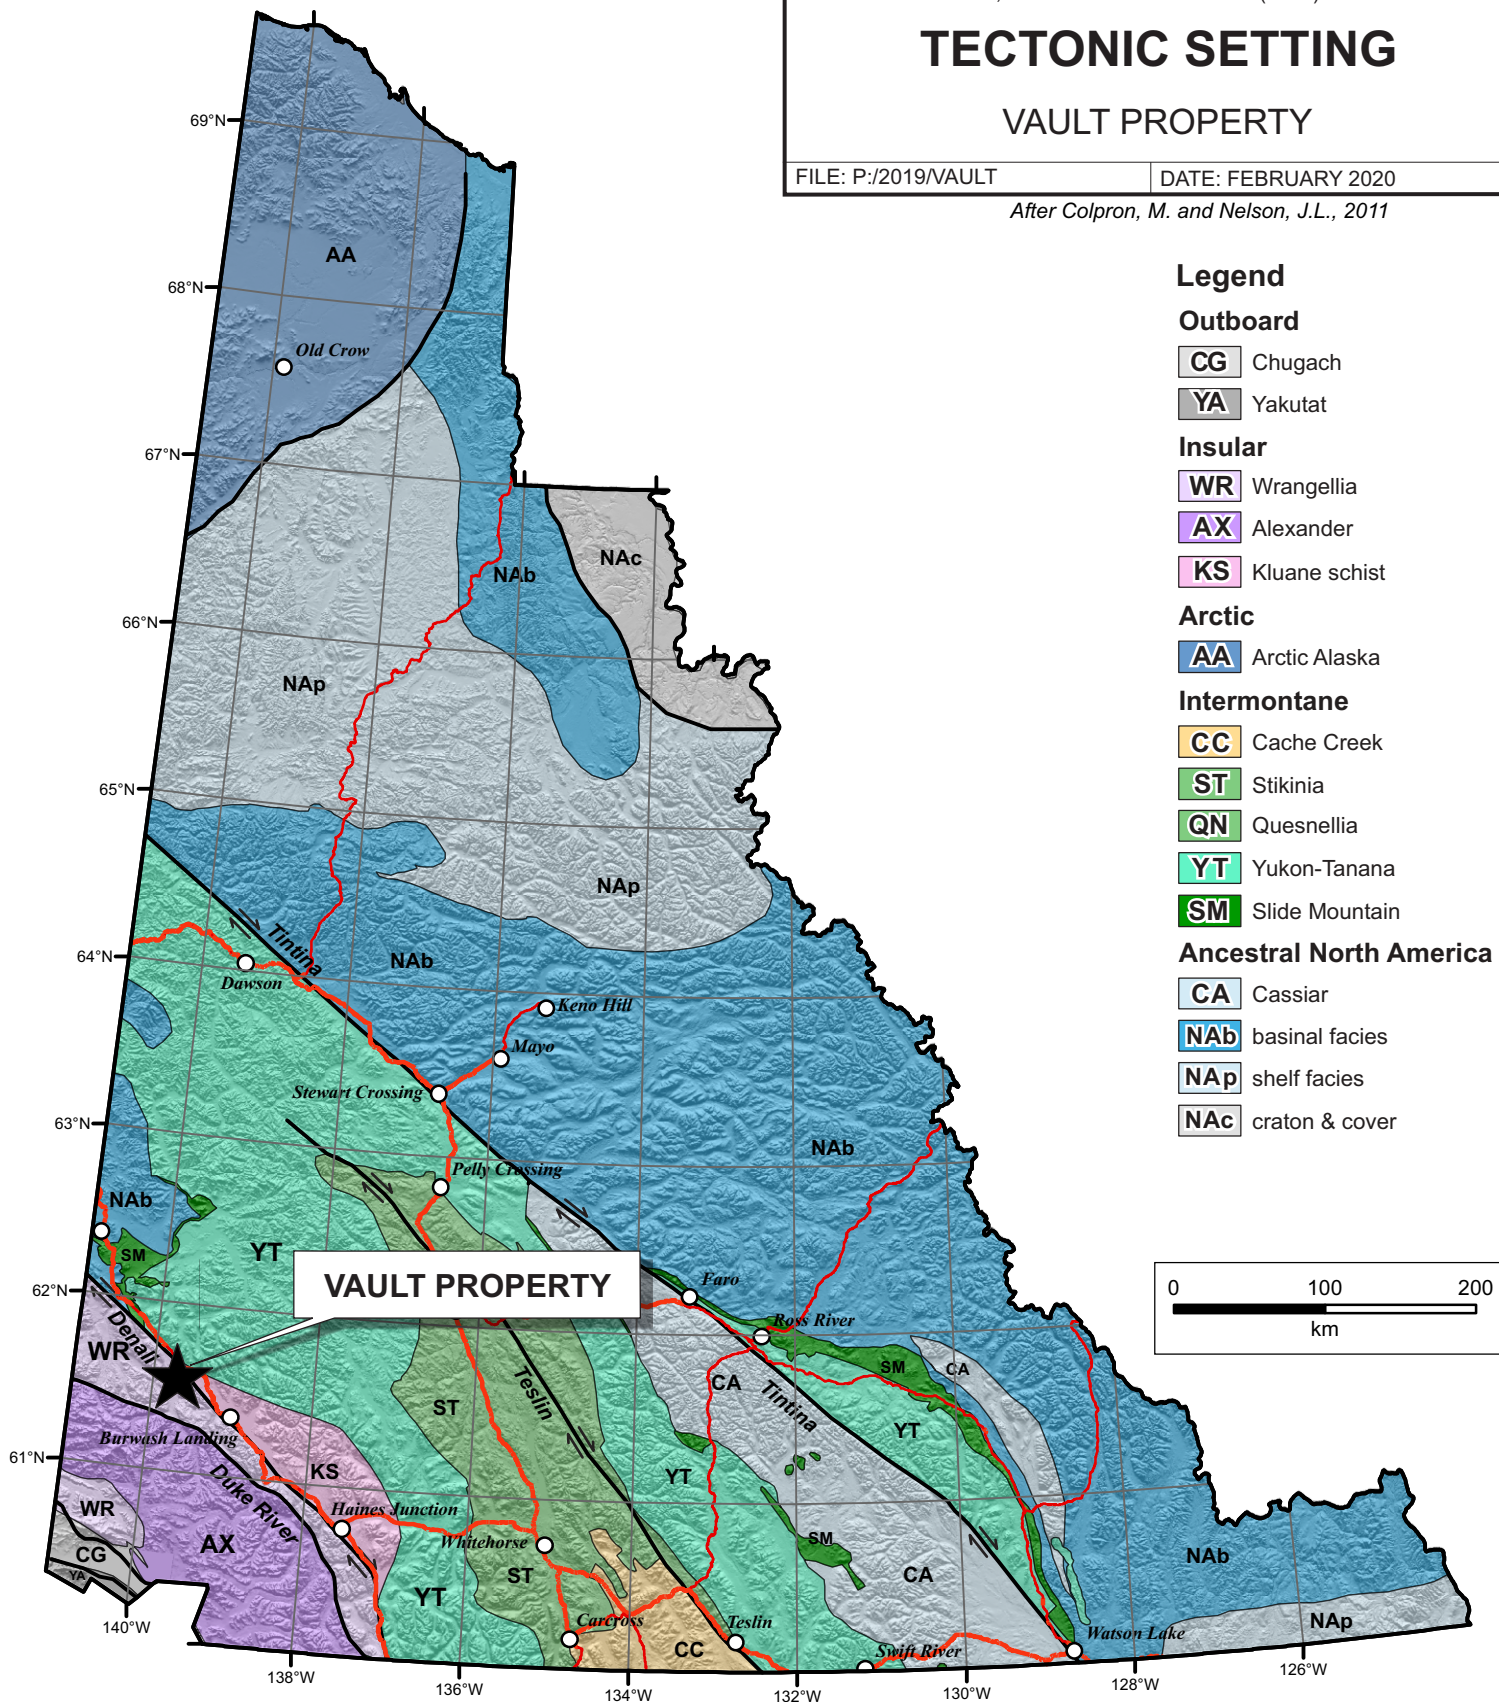 TECTONIC SETTING
VAULT PROPERTY
FILE: P:/2019/VAULT
DATE: FEBRUARY 2020
After Colpron, M. and Nelson, J.L., 2011
Legend
Outboard
CG Chugach
YA Yakutat
Insular
WR Wrangellia
AX Alexander
KS Kluane schist
Arctic
AA Arctic Alaska
Intermontane
CC Cache Creek
ST Stikinia
QN Quesnellia
YT Yukon-Tanana
SM Slide Mountain
Ancestral North America
CA Cassiar
NAb basinal facies
NAp shelf facies
NAc craton & cover
0 100 200
km
69°N
AA
68°N
Old Crow
67°N
NAc
NAb
66°N
NAp
65°N
NAp
Tintina
64°N
NAb
Dawson
Keno Hill
Mayo
Stewart Crossing
63°N
NAb
Pelly Crossing
NAb
YT
SM
VAULT PROPERTY
62°N
Faro
Denali
Ross River
WR
SM
CA
Teslin
CA
Tintina
ST
YT
Burwash Landing
61°N
KS
YT
Duke River
WR
Haines Junction
AX
Whitehorse
SM
CG
YA
NAb
ST
CA
YT
Carcross
Teslin
NAp
CC
Swift River
Watson Lake
140°W
138°W
136°W
134°W
132°W
130°W
128°W
126°W